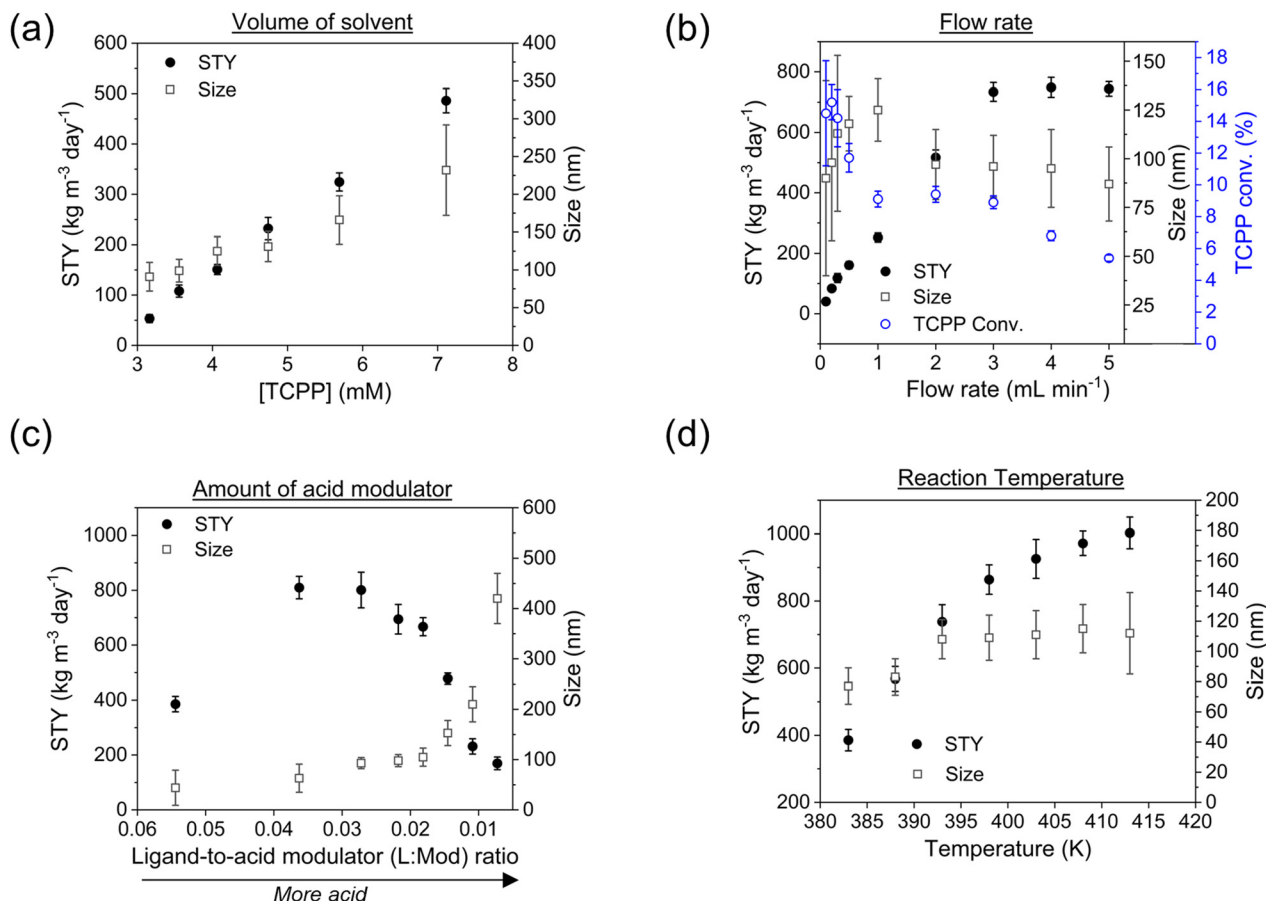 (a)
Volume of solvent
600
500
400
300
200
100
0
STY (kg m⁻³ day⁻¹)
STY
Size
400
350
300
250
200
150
100
50
0
Size (nm)
3 4 5 6 7 8
[TCPP] (mM)
(b)
Flow rate
800
600
400
200
0
STY (kg m⁻³ day⁻¹)
STY
Size
TCPP Conv.
150
125
100
75
50
25
Size (nm)
18
16
14
12
10
8
6
4
2
0
TCPP conv. (%)
0 1 2 3 4 5
Flow rate (mL min⁻¹)
(c)
Amount of acid modulator
1000
800
600
400
200
0
STY (kg m⁻³ day⁻¹)
STY
Size
600
500
400
300
200
100
0
Size (nm)
0.06 0.05 0.04 0.03 0.02 0.01
Ligand-to-acid modulator (L:Mod) ratio
More acid
(d)
Reaction Temperature
1000
800
600
400
200
STY (kg m⁻³ day⁻¹)
STY
Size
200
180
160
140
120
100
80
60
40
20
0
Size (nm)
380 385 390 395 400 405 410 415 420
Temperature (K)